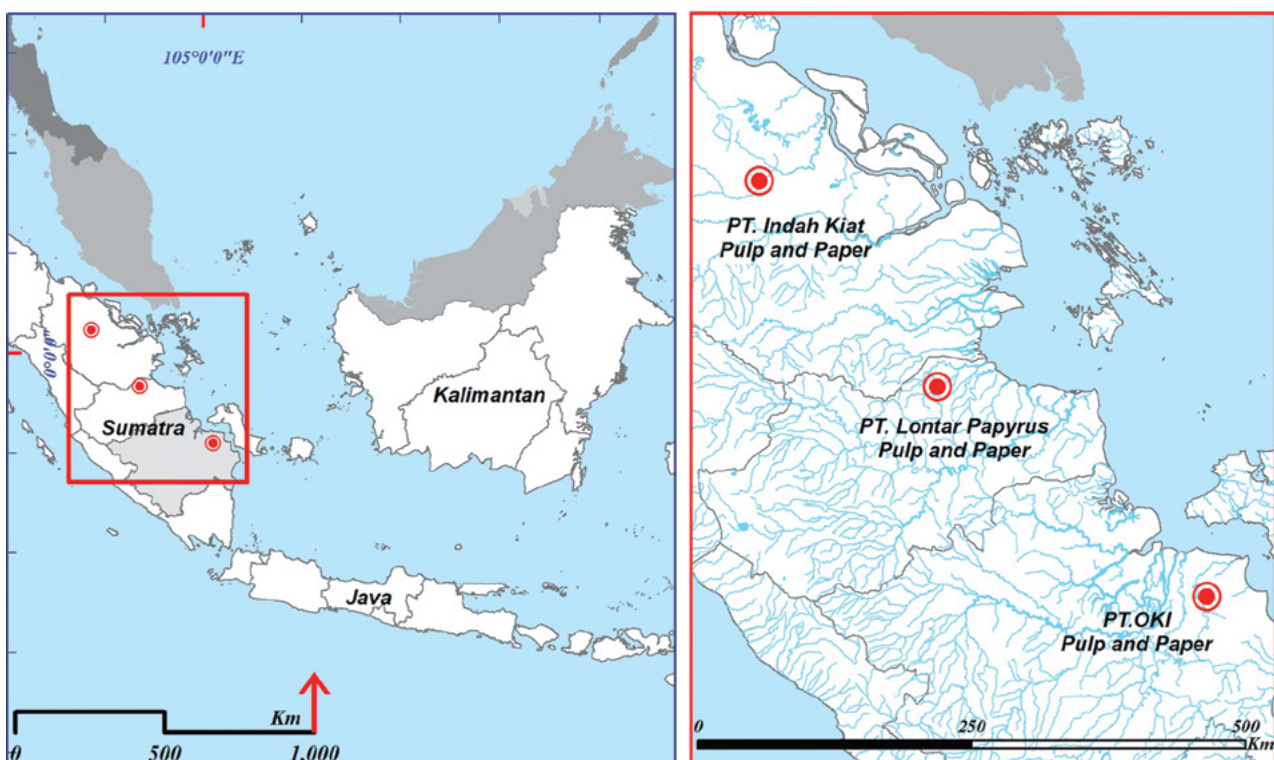 105°0'0"E
0°0'0"
Sumatra
Kalimantan
Java
Km
0 500 1.000
PT. Indah Kiat
Pulp and Paper
PT. Lontar Papyrus
Pulp and Paper
PT.OKI
Pulp and Paper
0 250 500
Km